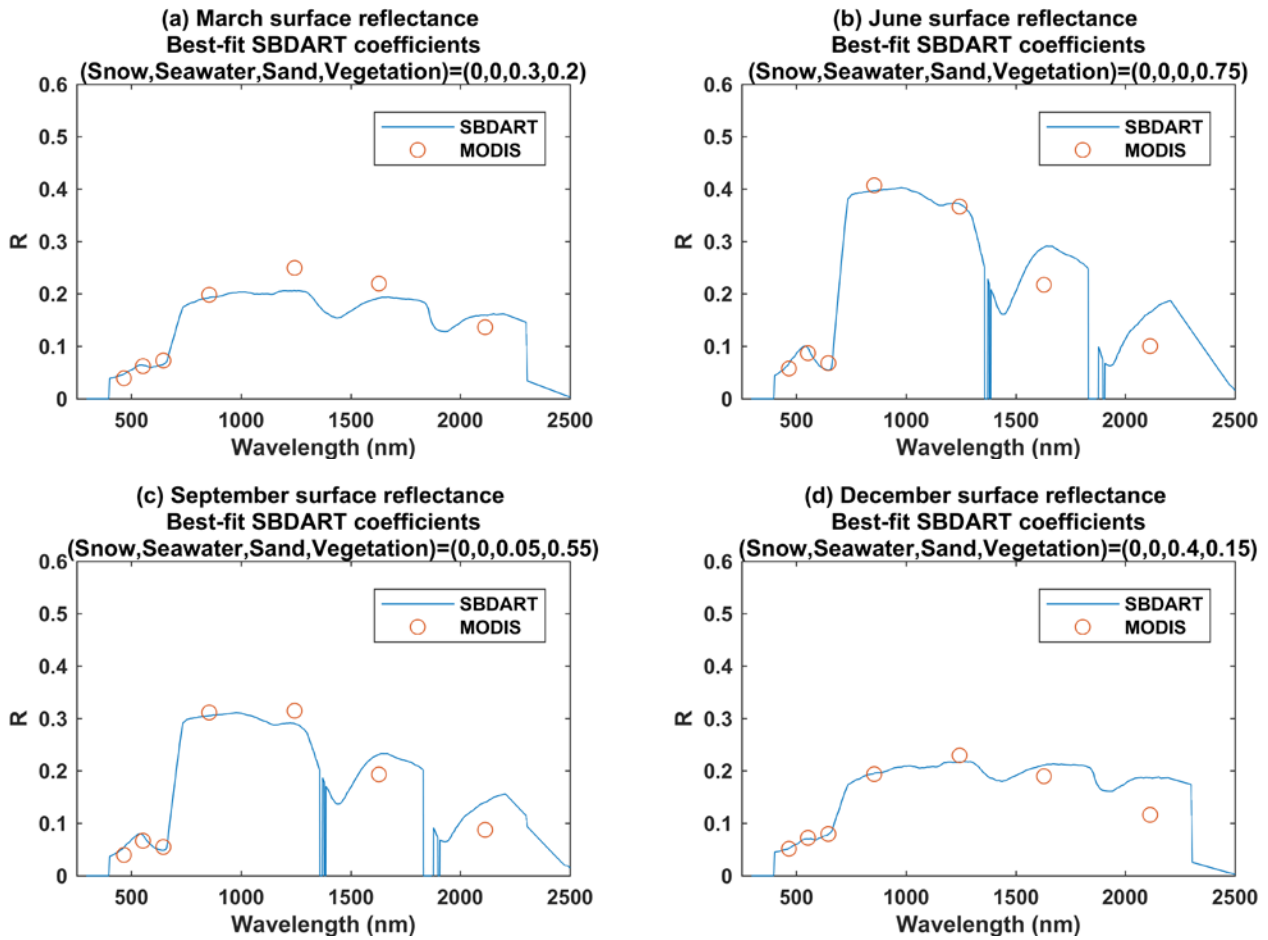 (a) March surface reflectance
Best-fit SBDART coefficients
(Snow,Seawater,Sand,Vegetation)=(0,0,0.3,0.2)
0.6
0.5
0.4
0.3
0.2
0.1
0
R
SBDART
MODIS
500 1000 1500 2000 2500
Wavelength (nm)
(b) June surface reflectance
Best-fit SBDART coefficients
(Snow,Seawater,Sand,Vegetation)=(0,0,0,0.75)
0.6
0.5
0.4
0.3
0.2
0.1
0
R
SBDART
MODIS
500 1000 1500 2000 2500
Wavelength (nm)
(c) September surface reflectance
Best-fit SBDART coefficients
(Snow,Seawater,Sand,Vegetation)=(0,0,0.05,0.55)
0.6
0.5
0.4
0.3
0.2
0.1
0
R
SBDART
MODIS
500 1000 1500 2000 2500
Wavelength (nm)
(d) December surface reflectance
Best-fit SBDART coefficients
(Snow,Seawater,Sand,Vegetation)=(0,0,0.4,0.15)
0.6
0.5
0.4
0.3
0.2
0.1
0
R
SBDART
MODIS
500 1000 1500 2000 2500
Wavelength (nm)